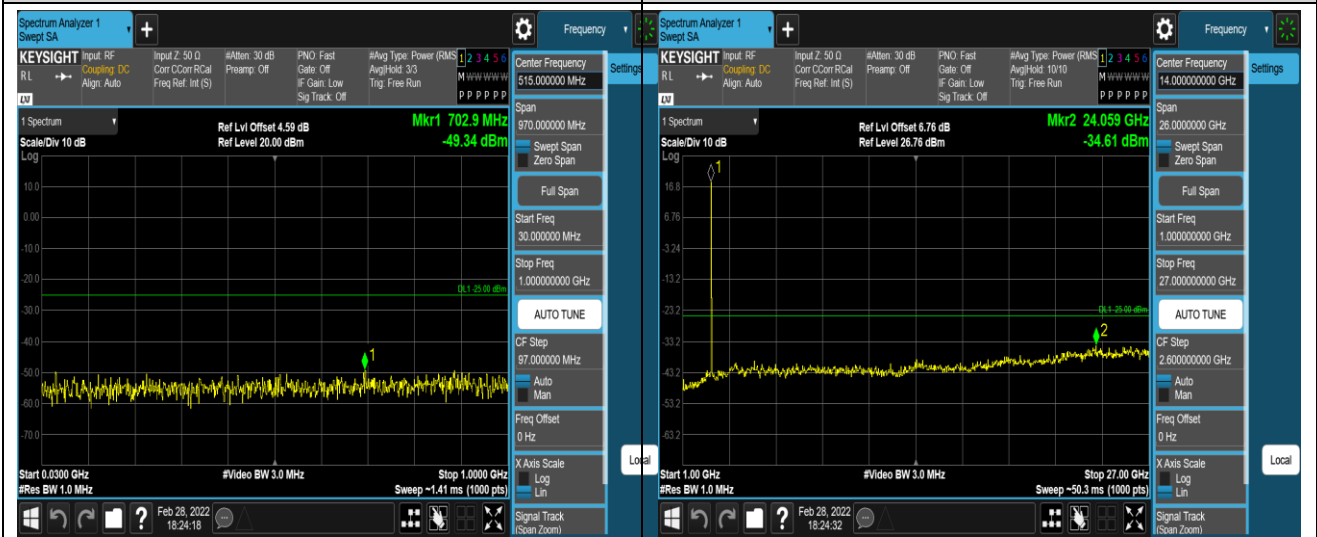 Spectrum Analyzer 1
Swept SA
+
Frequency
KEYSIGHT
RL
LXI
Input: RF
Coupling: DC
Align: Auto
Input Z: 50 Ω
Corr CCorr RCal
Freq Ref: Int (S)
#Atten: 30 dB
Preamp: Off
PNO: Fast
Gate: Off
IF Gain: Low
Sig Track: Off
#Avg Type: Power (RMS
Avg|Hold: 3/3
Trig: Free Run
1 2 3 4 5 6
M W W W W W
P P P P P P
1 Spectrum
Scale/Div 10 dB
Log
Ref Lvl Offset 4.59 dB
Ref Level 20.00 dBm
Mkr1 702.9 MHz
-49.34 dBm
10.0
0.00
-10.0
-20.0
-30.0
-40.0
-50.0
-60.0
-70.0
DL1 -25.00 dBm
1
Start 0.0300 GHz
#Res BW 1.0 MHz
#Video BW 3.0 MHz
Stop 1.0000 GHz
Sweep ~1.41 ms (1000 pts)
Feb 28, 2022
18:24:18
Center Frequency
515.000000 MHz
Span
970.000000 MHz
Swept Span
Zero Span
Full Span
Start Freq
30.000000 MHz
Stop Freq
1.000000000 GHz
AUTO TUNE
CF Step
97.000000 MHz
Auto
Man
Freq Offset
0 Hz
X Axis Scale
Log
Lin
Signal Track
(Span Zoom)
Settings
Local
Spectrum Analyzer 1
Swept SA
+
Frequency
KEYSIGHT
RL
LXI
Input: RF
Coupling: DC
Align: Auto
Input Z: 50 Ω
Corr CCorr RCal
Freq Ref: Int (S)
#Atten: 30 dB
Preamp: Off
PNO: Fast
Gate: Off
IF Gain: Low
Sig Track: Off
#Avg Type: Power (RMS
Avg|Hold: 10/10
Trig: Free Run
1 2 3 4 5 6
M W W W W W
P P P P P P
1 Spectrum
Scale/Div 10 dB
Log
Ref Lvl Offset 6.76 dB
Ref Level 26.76 dBm
Mkr2 24.059 GHz
-34.61 dBm
16.8
6.76
-3.24
-13.2
-23.2
-33.2
-43.2
-53.2
-63.2
1
DL1 -25.00 dBm
2
Start 1.00 GHz
#Res BW 1.0 MHz
#Video BW 3.0 MHz
Stop 27.00 GHz
Sweep ~50.3 ms (1000 pts)
Feb 28, 2022
18:24:32
Center Frequency
14.000000000 GHz
Span
26.0000000 GHz
Swept Span
Zero Span
Full Span
Start Freq
1.000000000 GHz
Stop Freq
27.000000000 GHz
AUTO TUNE
CF Step
2.600000000 GHz
Auto
Man
Freq Offset
0 Hz
X Axis Scale
Log
Lin
Signal Track
(Span Zoom)
Settings
Local